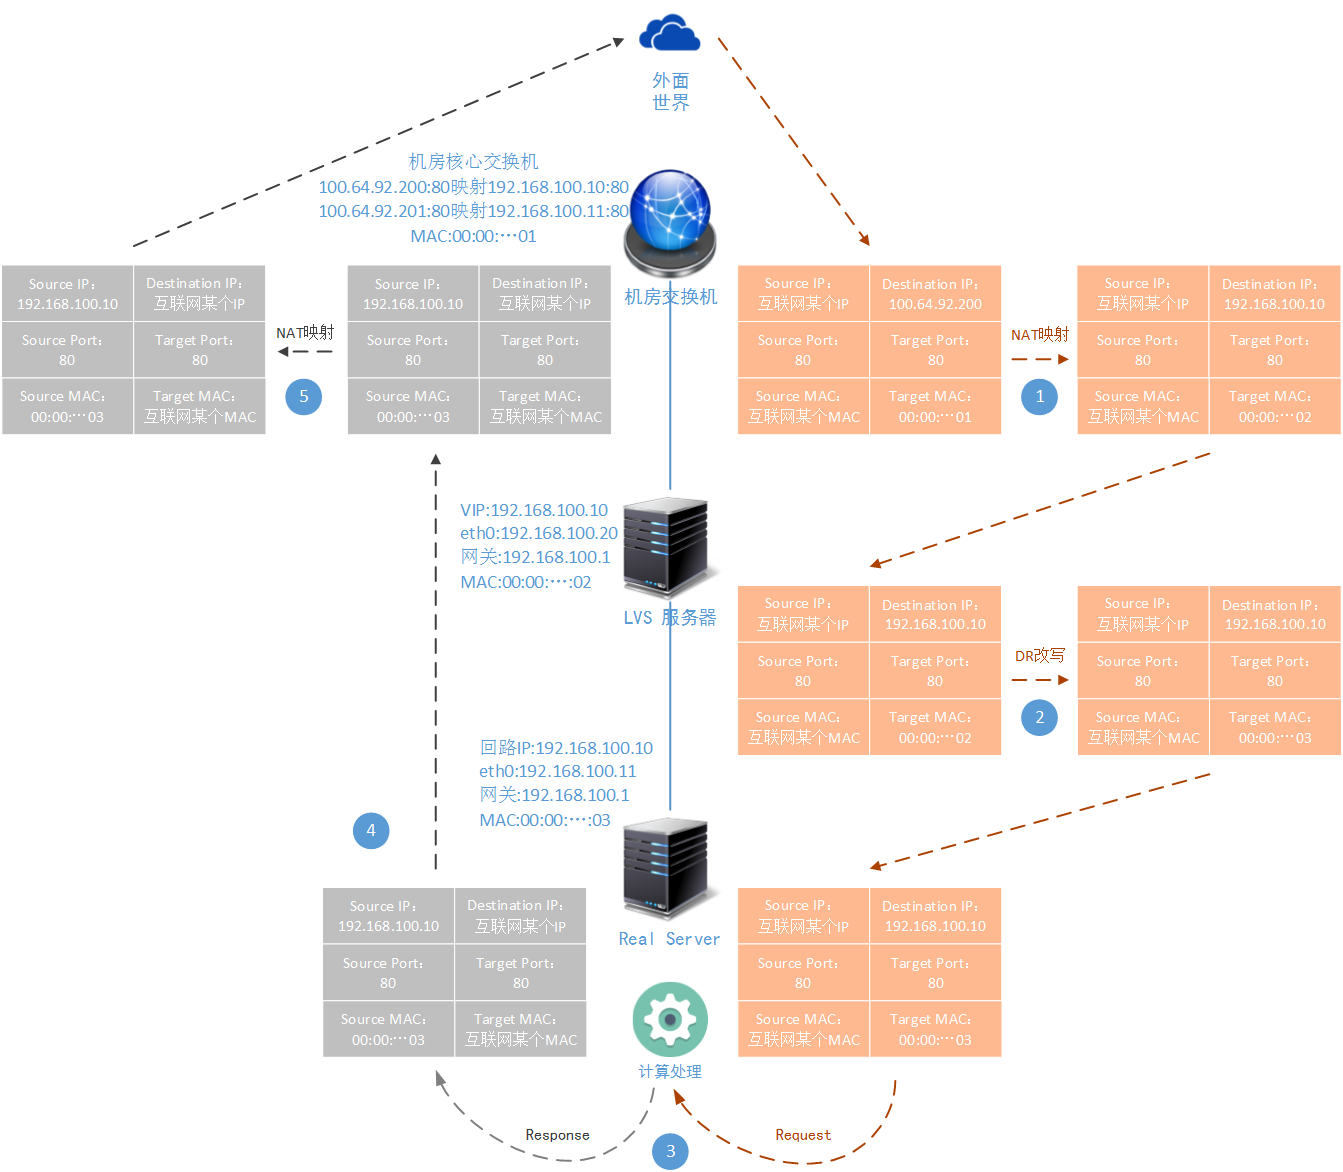 外面
世界
机房核心交换机
100.64.92.200:80映射192.168.100.10:80
100.64.92.201:80映射192.168.100.11:80
MAC:00:00:⋯01
机房交换机
Source IP:
192.168.100.10
Destination IP:
互联网某个IP
Source Port:
80
Target Port:
80
Source MAC:
00:00:⋯03
Target MAC:
互联网某个MAC
NAT映射
5
Source IP:
192.168.100.10
Destination IP:
互联网某个IP
Source Port:
80
Target Port:
80
Source MAC:
00:00:⋯03
Target MAC:
互联网某个MAC
Source IP:
互联网某个IP
Destination IP:
100.64.92.200
Source Port:
80
Target Port:
80
Source MAC:
互联网某个MAC
Target MAC:
00:00:⋯01
NAT映射
1
Source IP:
互联网某个IP
Destination IP:
192.168.100.10
Source Port:
80
Target Port:
80
Source MAC:
互联网某个MAC
Target MAC:
00:00:⋯02
VIP:192.168.100.10
eth0:192.168.100.20
网关:192.168.100.1
MAC:00:00:⋯:02
LVS 服务器
Source IP:
互联网某个IP
Destination IP:
192.168.100.10
Source Port:
80
Target Port:
80
Source MAC:
互联网某个MAC
Target MAC:
00:00:⋯02
DR改写
2
Source IP:
互联网某个IP
Destination IP:
192.168.100.10
Source Port:
80
Target Port:
80
Source MAC:
互联网某个MAC
Target MAC:
00:00:⋯03
回路IP:192.168.100.10
eth0:192.168.100.11
网关:192.168.100.1
MAC:00:00:⋯:03
4
Real Server
Source IP:
192.168.100.10
Destination IP:
互联网某个IP
Source Port:
80
Target Port:
80
Source MAC:
00:00:⋯03
Target MAC:
互联网某个MAC
计算处理
Source IP:
互联网某个IP
Destination IP:
192.168.100.10
Source Port:
80
Target Port:
80
Source MAC:
互联网某个MAC
Target MAC:
00:00:⋯03
Response
3
Request